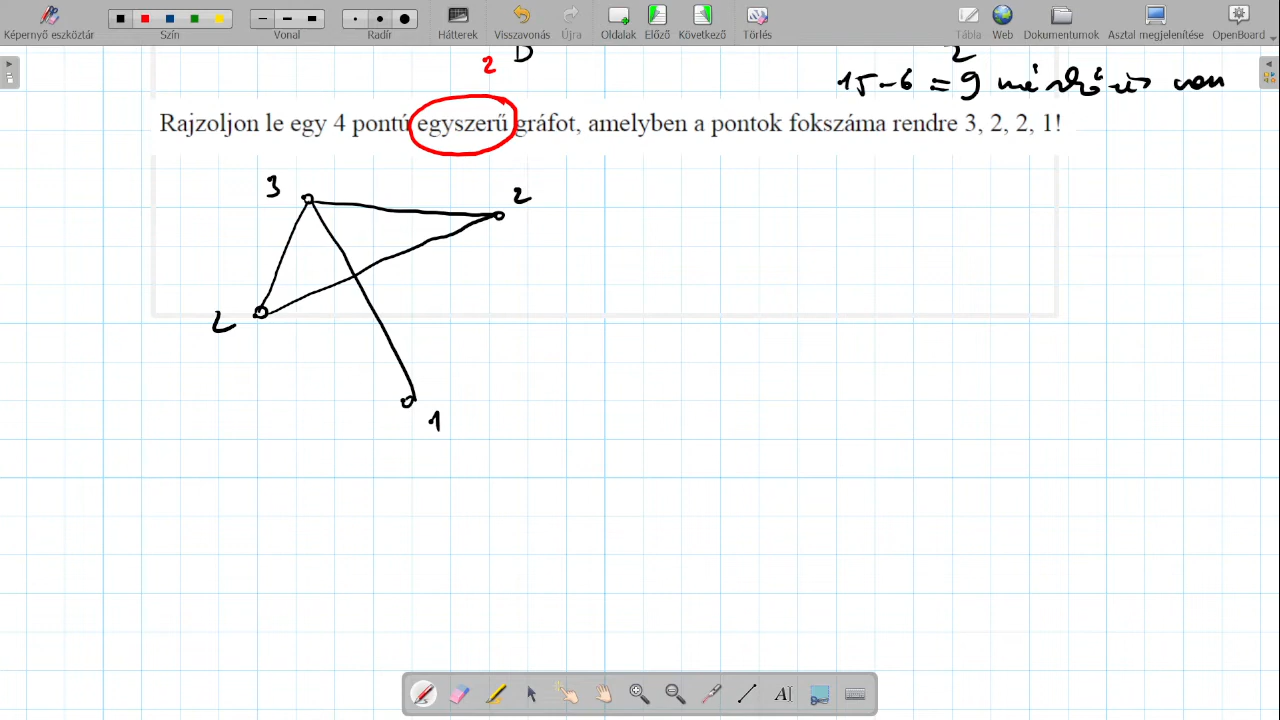 Képernyő eszköztár Szín Vonal Radír Hátterek Visszavonás Újra Oldalak Előző Következő Törlés Tábla Web Dokumentumok Asztal megjelenítése OpenBoard
2 D 2
15-6 = 9 mérkőzés van
Rajzoljon le egy 4 pontú egyszerű gráfot, amelyben a pontok fokszáma rendre 3, 2, 2, 1!
3 2
2
1